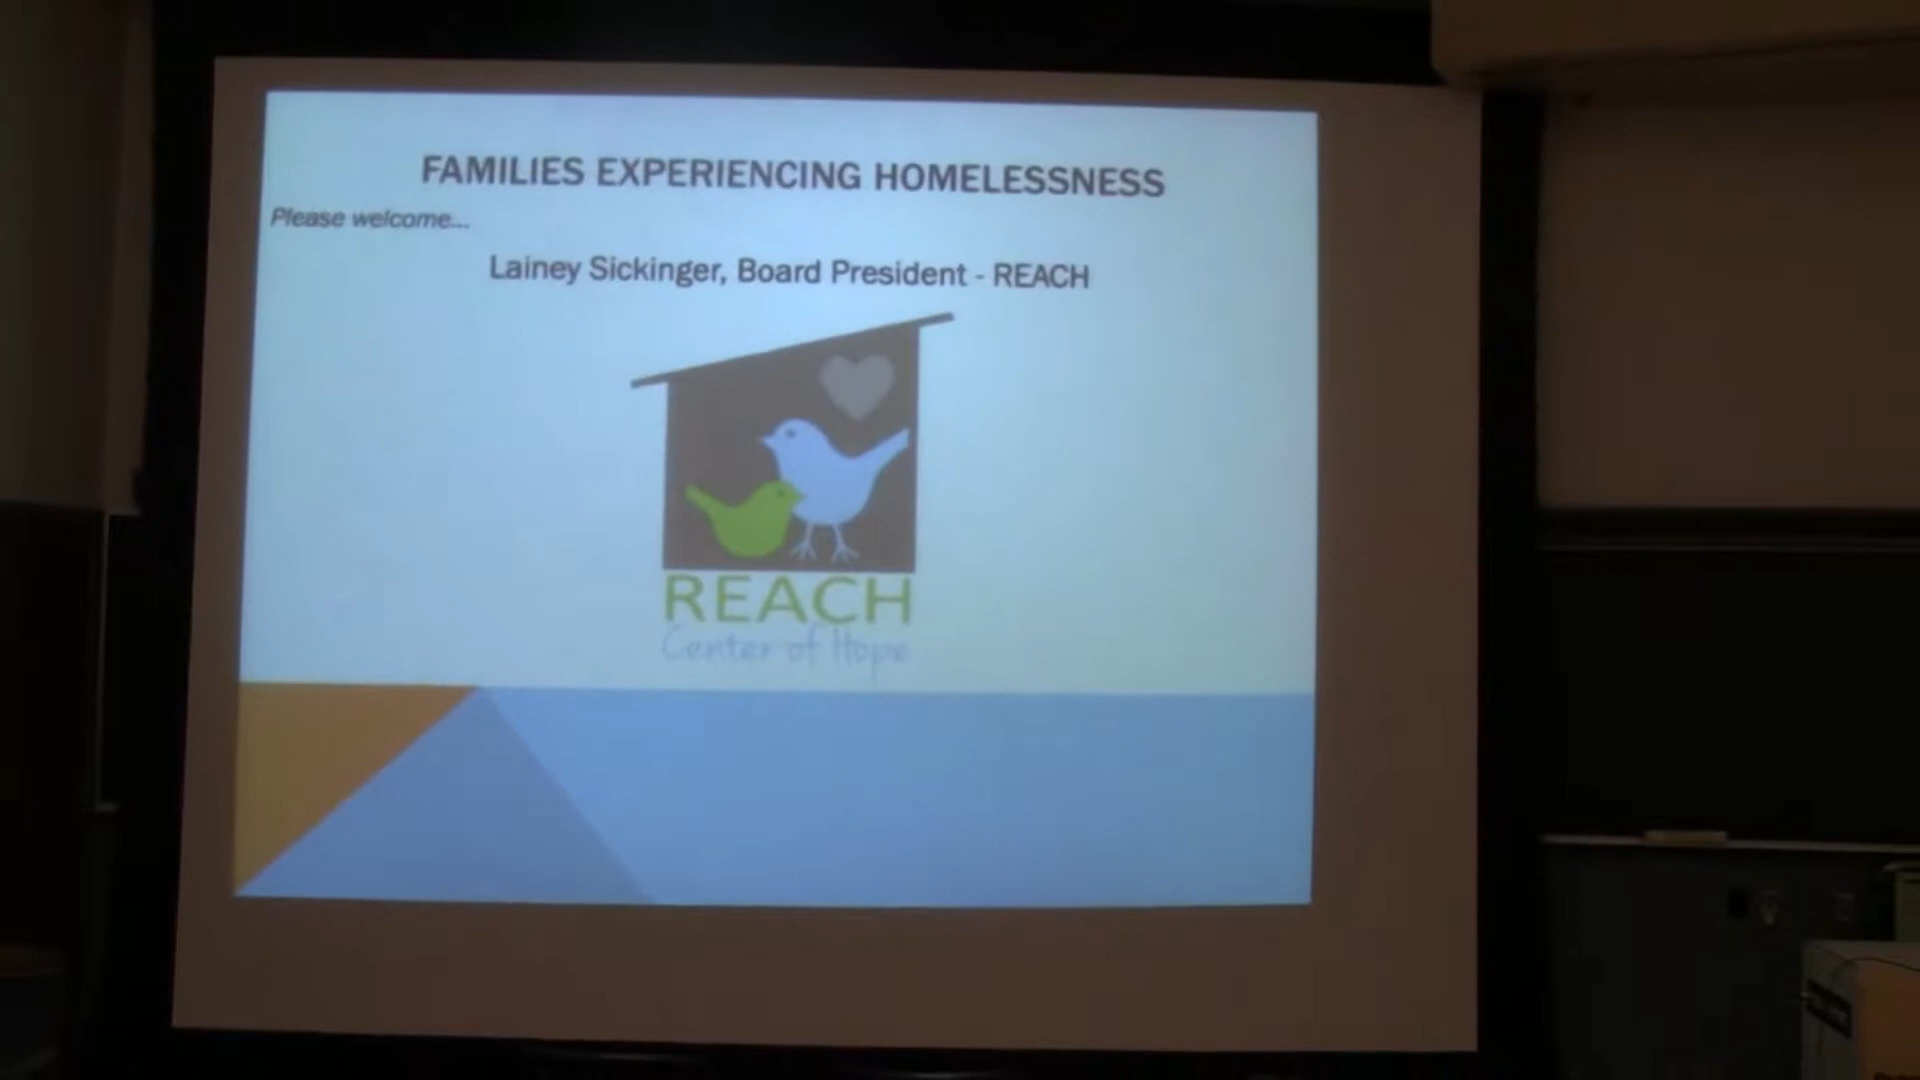 FAMILIES EXPERIENCING HOMELESSNESS
Please welcome...
Lainey Sickinger, Board President - REACH
REACH
Center of Hope